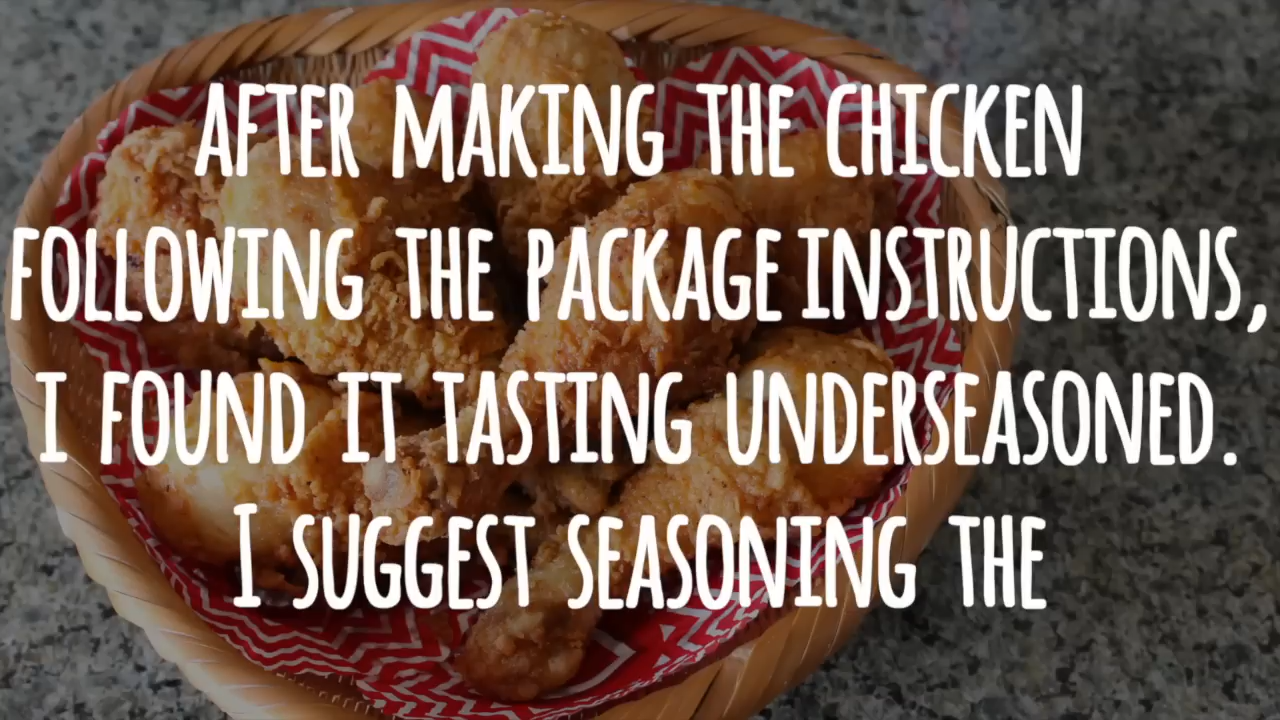 AFTER MAKING THE CHICKEN
FOLLOWING THE PACKAGE INSTRUCTIONS,
I FOUND IT TASTING UNDERSEASONED.
I SUGGEST SEASONING THE